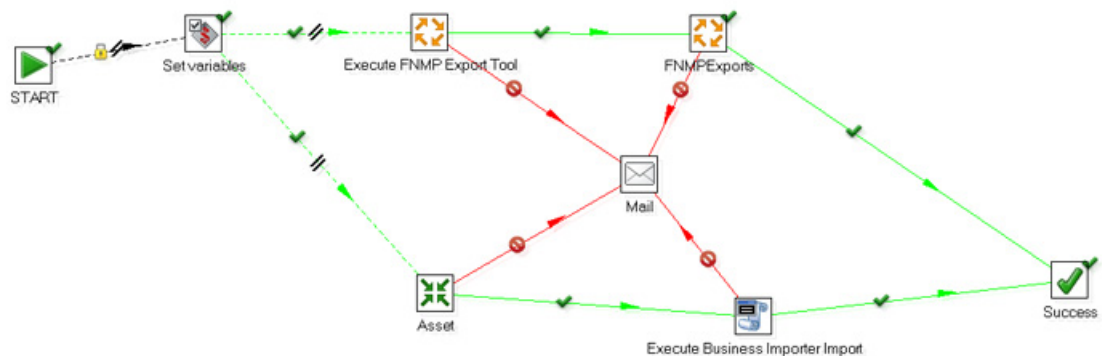 Set variables
Execute FNMP Export Tool
FNMPExports
START
Mail
Asset
Success
Execute Business Importer Import